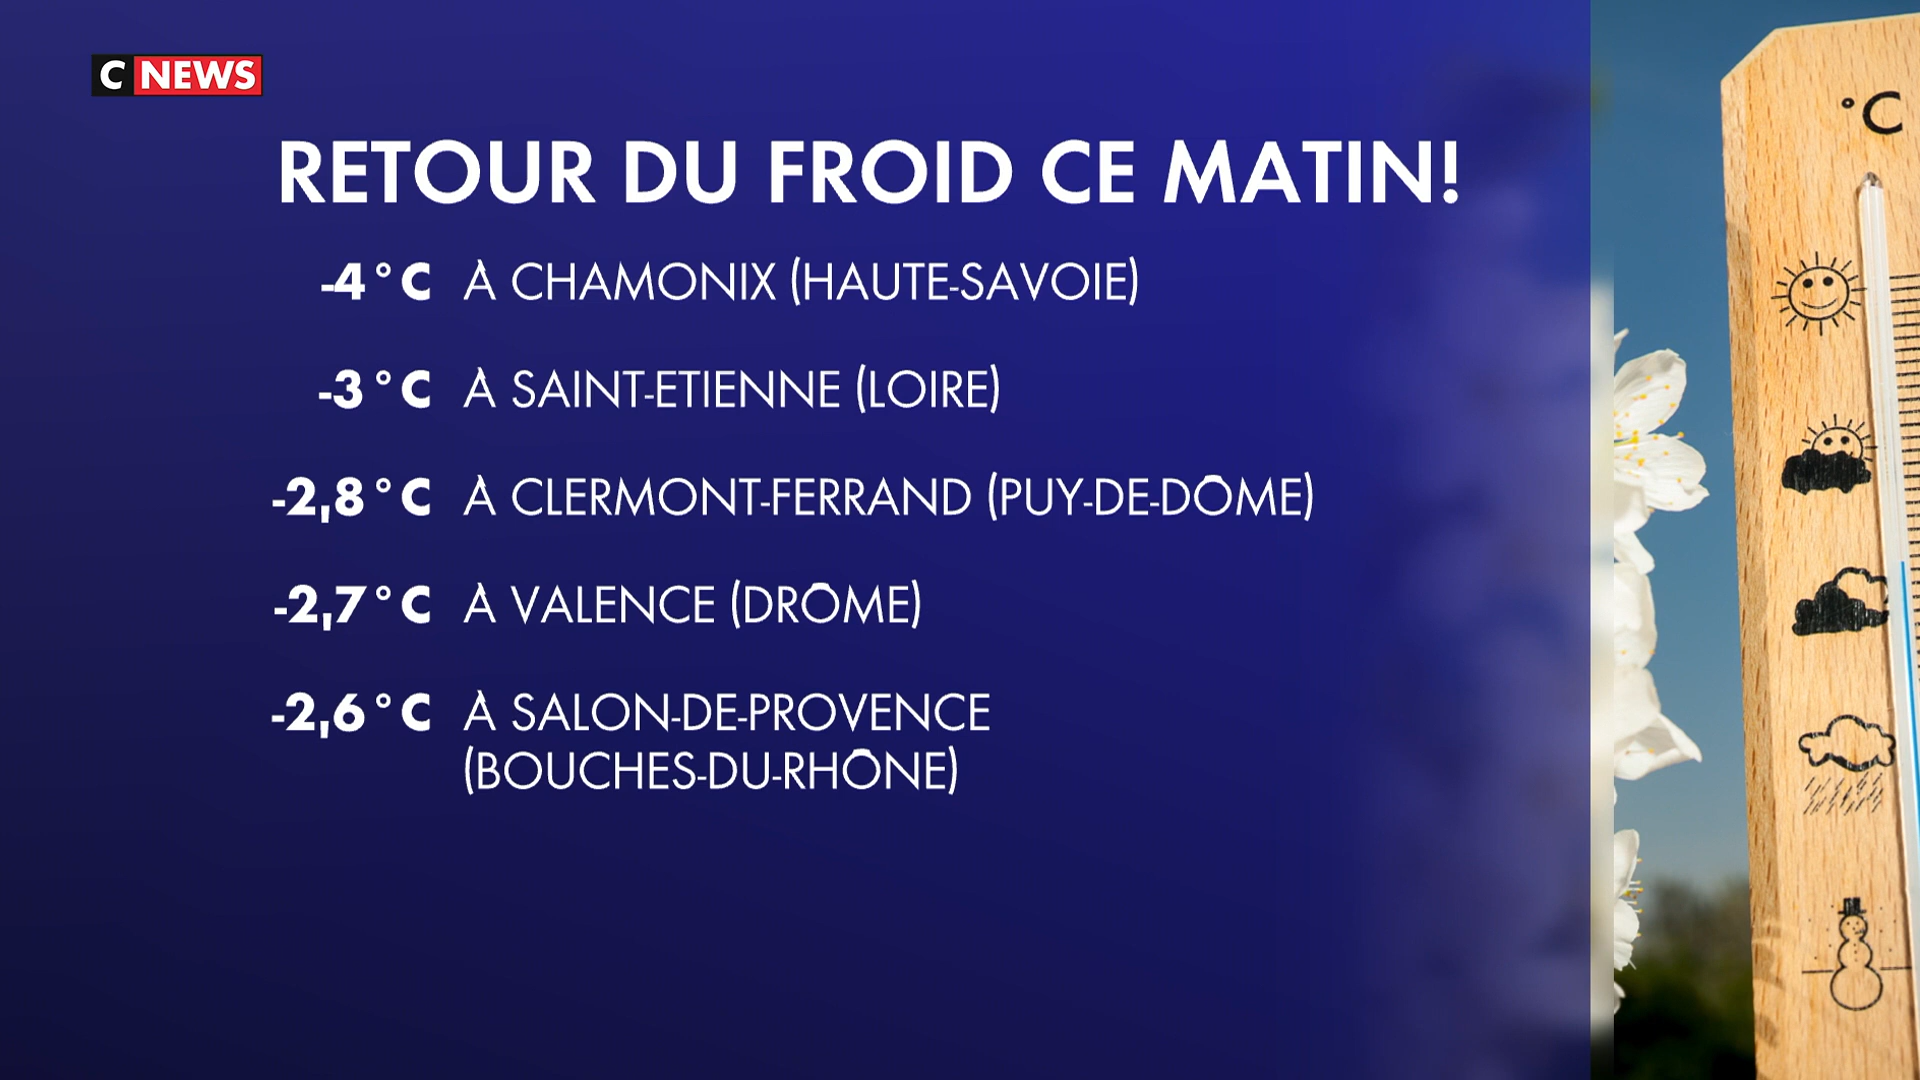 C NEWS
RETOUR DU FROID CE MATIN!
-4°C À CHAMONIX (HAUTE-SAVOIE)
-3°C À SAINT-ETIENNE (LOIRE)
-2,8°C À CLERMONT-FERRAND (PUY-DE-DÔME)
-2,7°C À VALENCE (DRÔME)
-2,6°C À SALON-DE-PROVENCE
(BOUCHES-DU-RHÔNE)
°C